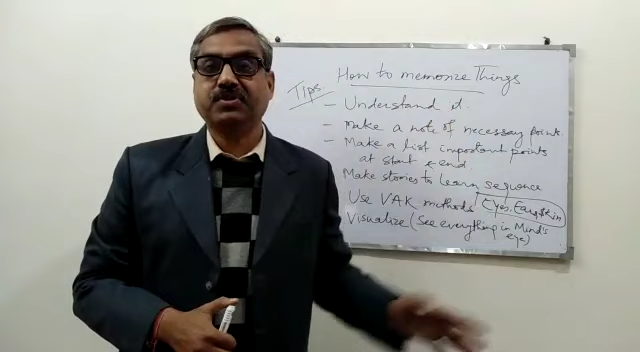 How to memorize Things
Tips
- Understand it.
- Make a note of necessary points.
- Make a list important points
at start & end
Make stories to learn sequence
Use VAK methods (Eyes, Ear, Skin
Visualize (See everything in Mind's
eye)